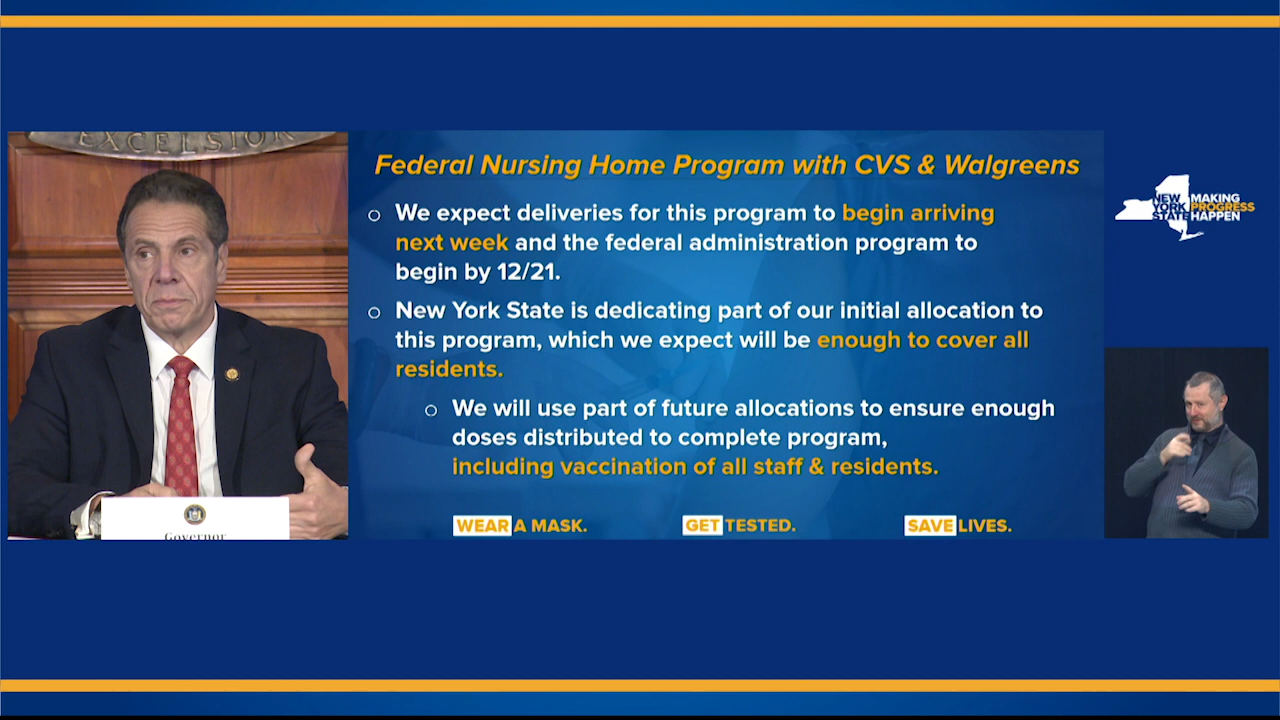 EXCELSIOR
Federal Nursing Home Program with CVS & Walgreens
We expect deliveries for this program to begin arriving
next week and the federal administration program to
begin by 12/21.
New York State is dedicating part of our initial allocation to
this program, which we expect will be enough to cover all
residents.
We will use part of future allocations to ensure enough
doses distributed to complete program,
including vaccination of all staff & residents.
WEAR A MASK.
GET TESTED.
SAVE LIVES.
Governor
NEW
YORK
STATE
MAKING
PROGRESS
HAPPEN